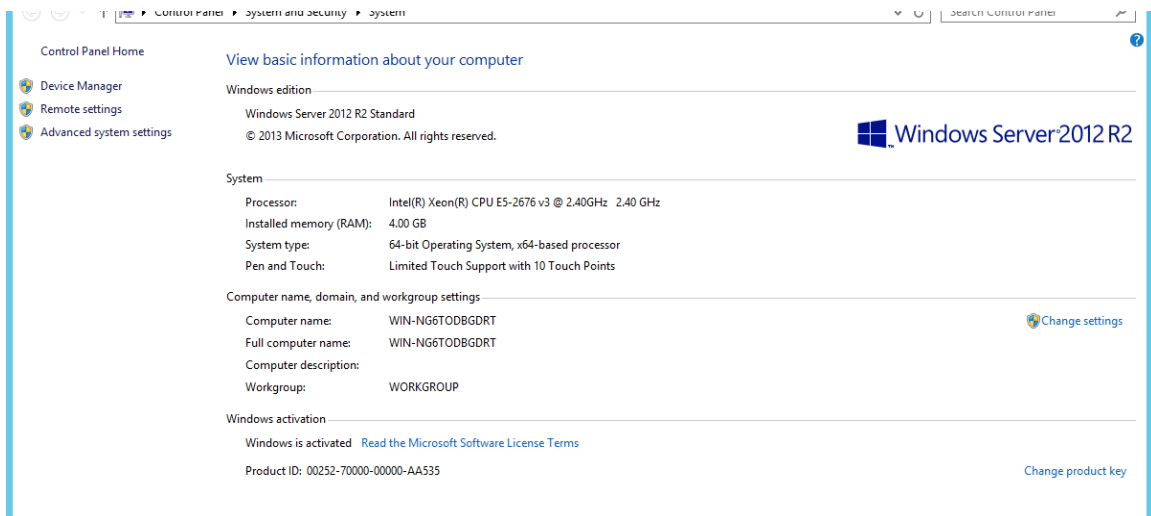 Control Panel ▸ System and Security ▸ System
Search Control Panel
Control Panel Home
Device Manager
Remote settings
Advanced system settings
View basic information about your computer
Windows edition
Windows Server 2012 R2 Standard
© 2013 Microsoft Corporation. All rights reserved.
Windows Server 2012 R2
System
Processor: Intel(R) Xeon(R) CPU E5-2676 v3 @ 2.40GHz 2.40 GHz
Installed memory (RAM): 4.00 GB
System type: 64-bit Operating System, x64-based processor
Pen and Touch: Limited Touch Support with 10 Touch Points
Computer name, domain, and workgroup settings
Computer name: WIN-NG6TODBGDRT Change settings
Full computer name: WIN-NG6TODBGDRT
Computer description:
Workgroup: WORKGROUP
Windows activation
Windows is activated Read the Microsoft Software License Terms
Product ID: 00252-70000-00000-AA535 Change product key